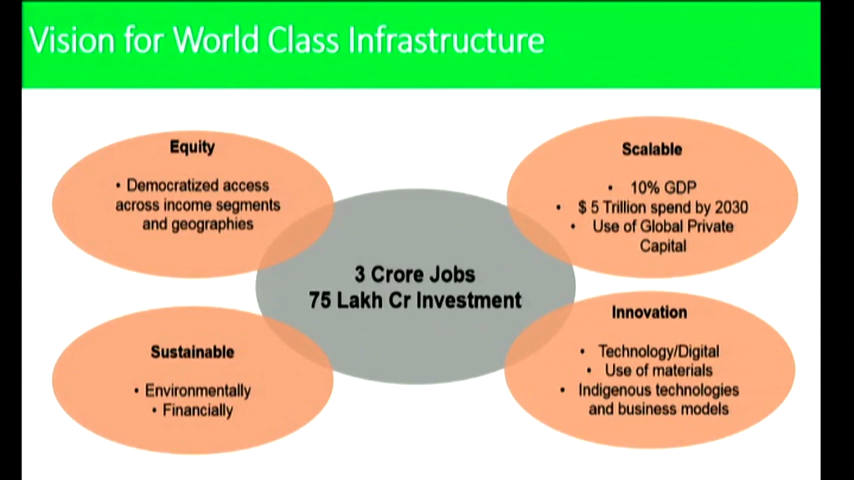 Vision for World Class Infrastructure
Equity
• Democratized access
across income segments
and geographies
Scalable
• 10% GDP
• $ 5 Trillion spend by 2030
• Use of Global Private
Capital
3 Crore Jobs
75 Lakh Cr Investment
Sustainable
• Environmentally
• Financially
Innovation
• Technology/Digital
• Use of materials
• Indigenous technologies
and business models